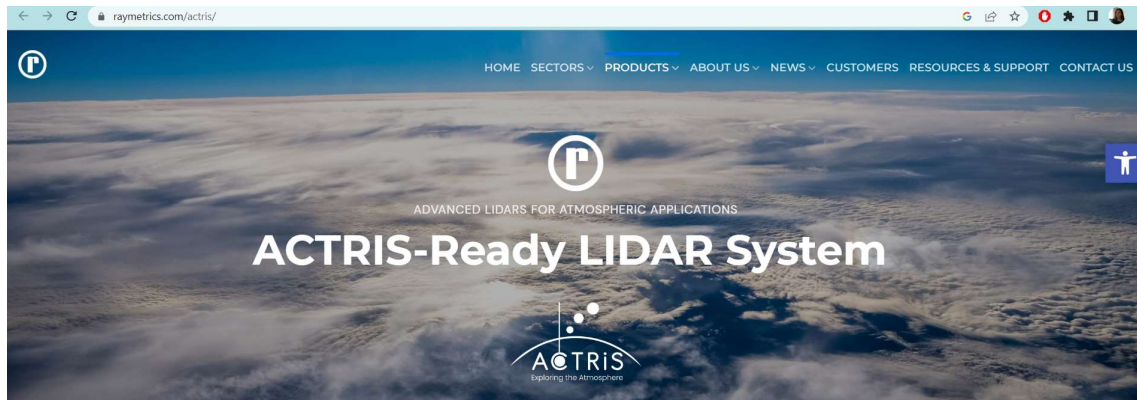 raymetrics.com/actris/
HOME SECTORS PRODUCTS ABOUT US NEWS CUSTOMERS RESOURCES & SUPPORT CONTACT US
ADVANCED LIDARS FOR ATMOSPHERIC APPLICATIONS
ACTRIS-Ready LIDAR System
ACTRiS
Exploring the Atmosphere